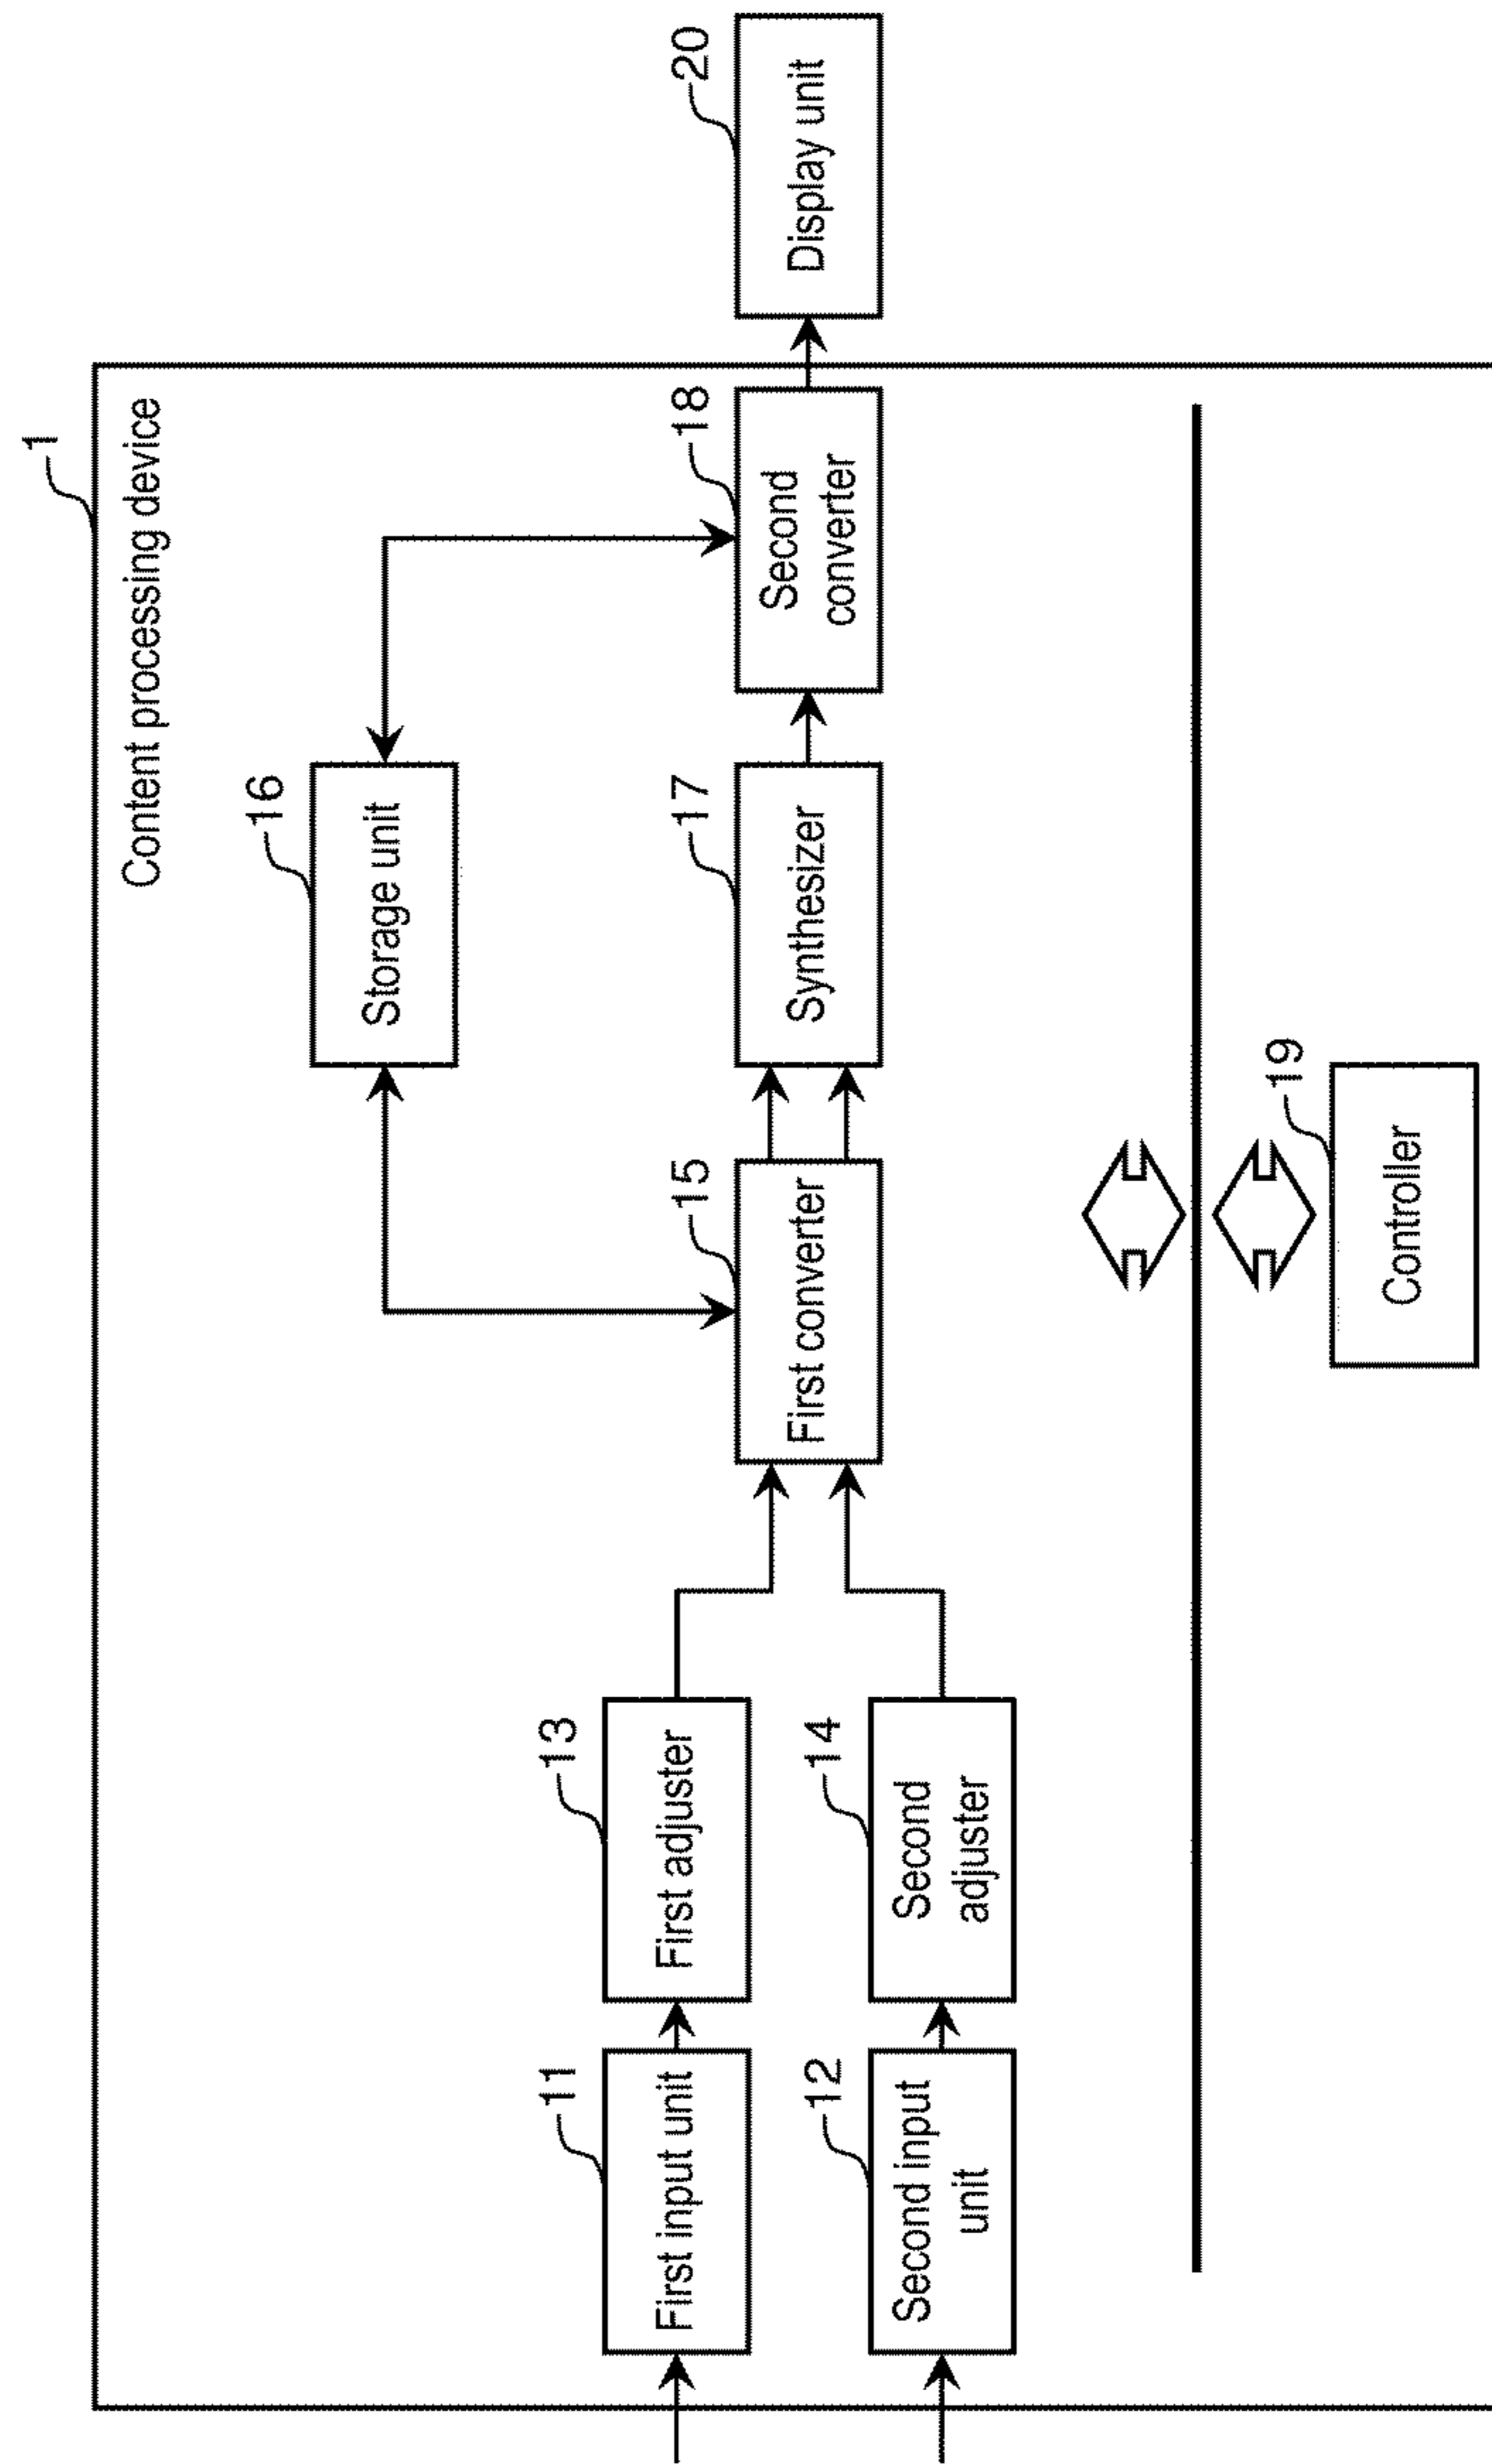 1
Content processing device
16
Storage unit
11
First input unit
13
First adjuster
15
First converter
17
Synthesizer
18
Second
converter
20
Display unit
12
Second input
unit
14
Second
adjuster
19
Controller